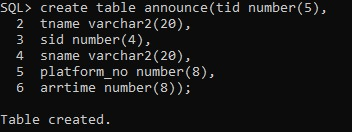 SQL> create table announce(tid number(5),
  2  tname varchar2(20),
  3  sid number(4),
  4  sname varchar2(20),
  5  platform_no number(8),
  6  arrtime number(8));
Table created.